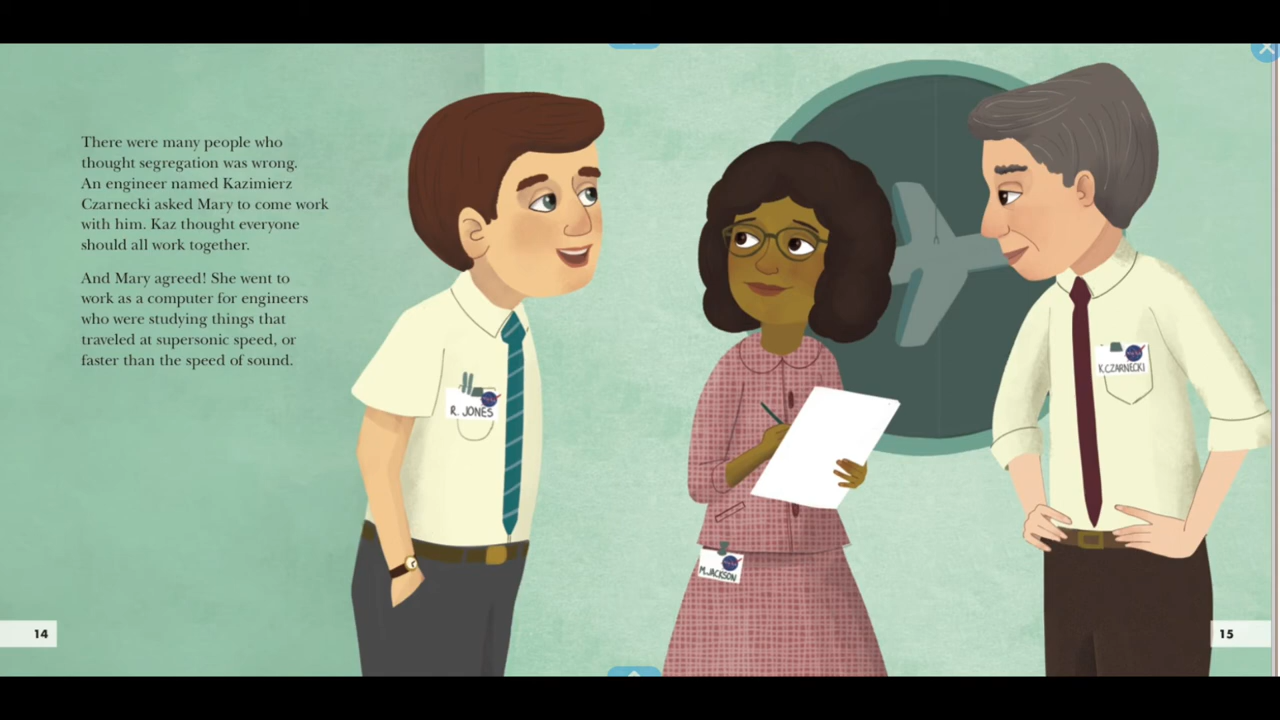 There were many people who
thought segregation was wrong.
An engineer named Kazimierz
Czarnecki asked Mary to come work
with him. Kaz thought everyone
should all work together.
And Mary agreed! She went to
work as a computer for engineers
who were studying things that
traveled at supersonic speed, or
faster than the speed of sound.
R. JONES
M. JACKSON
K. CZARNECKI
14
15